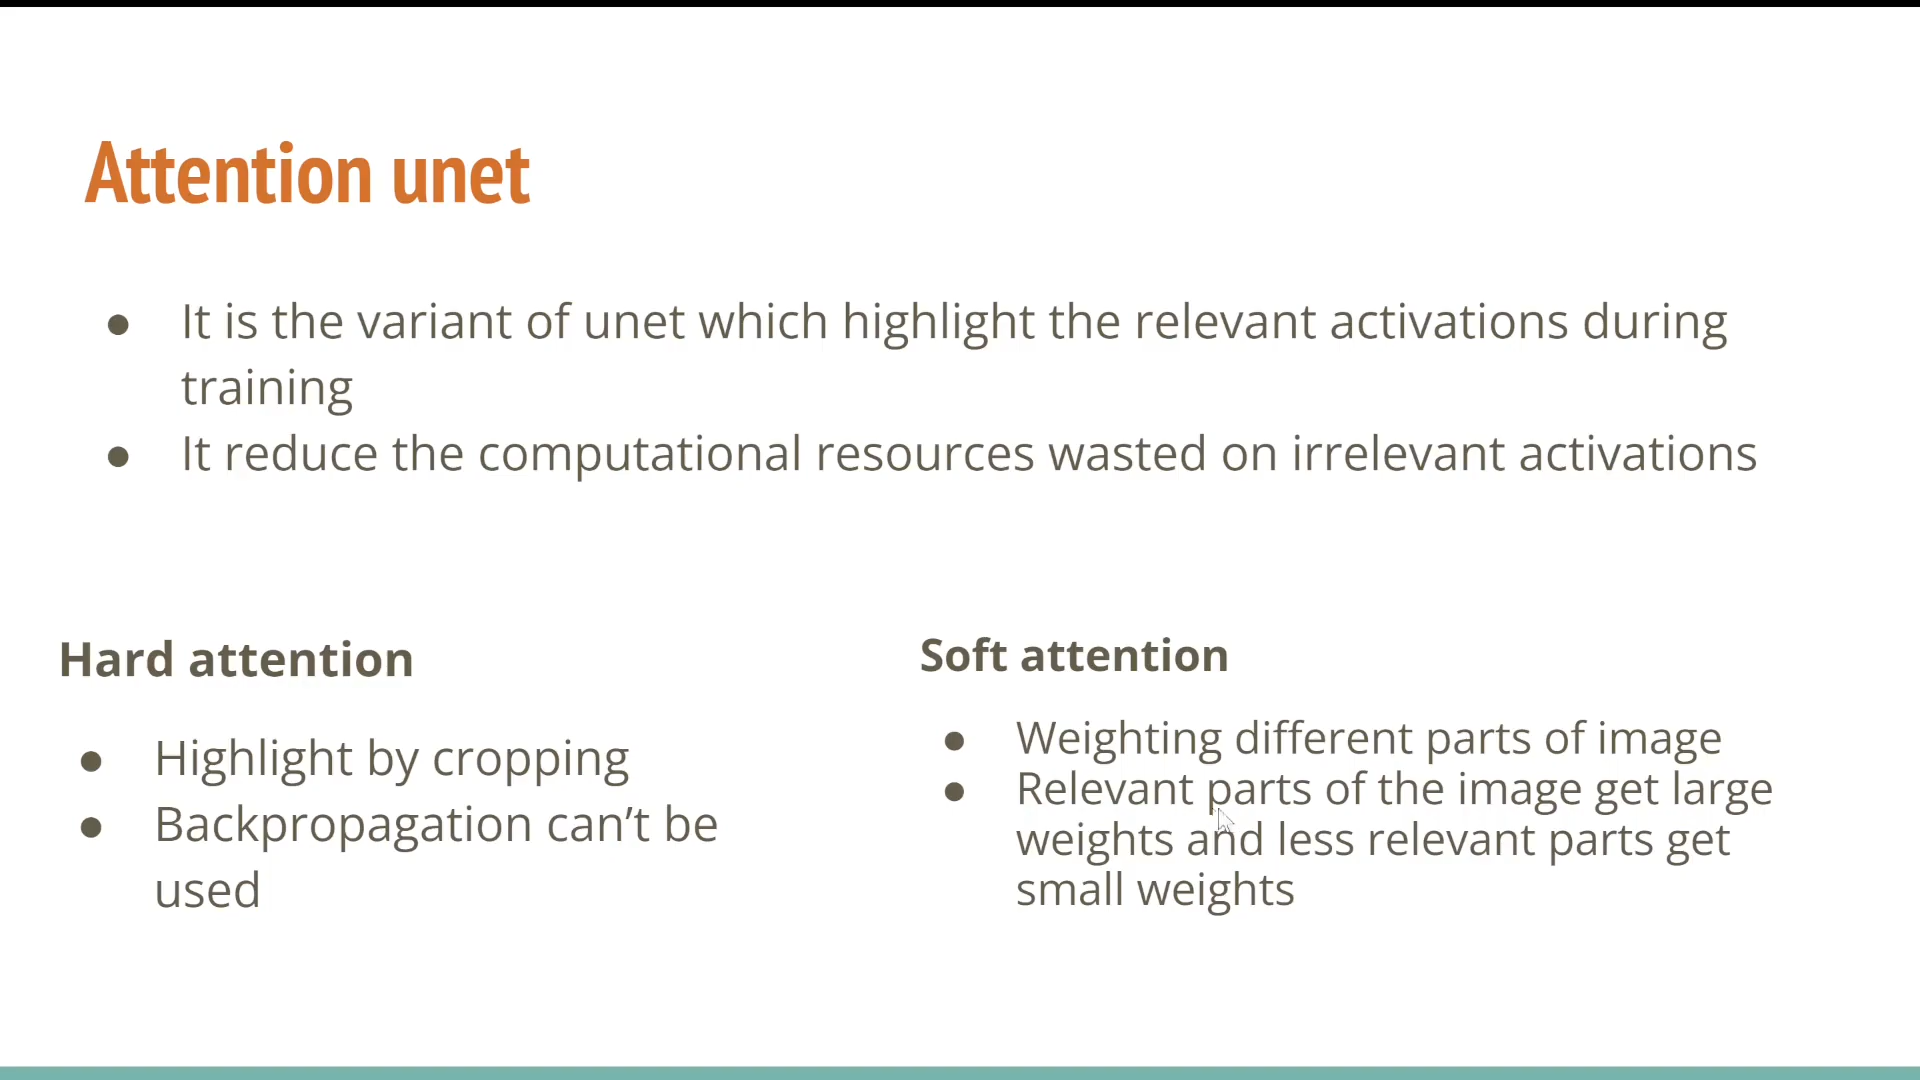 Attention unet
It is the variant of unet which highlight the relevant activations during
training
It reduce the computational resources wasted on irrelevant activations
Hard attention
Highlight by cropping
Backpropagation can’t be
used
Soft attention
Weighting different parts of image
Relevant parts of the image get large
weights and less relevant parts get
small weights